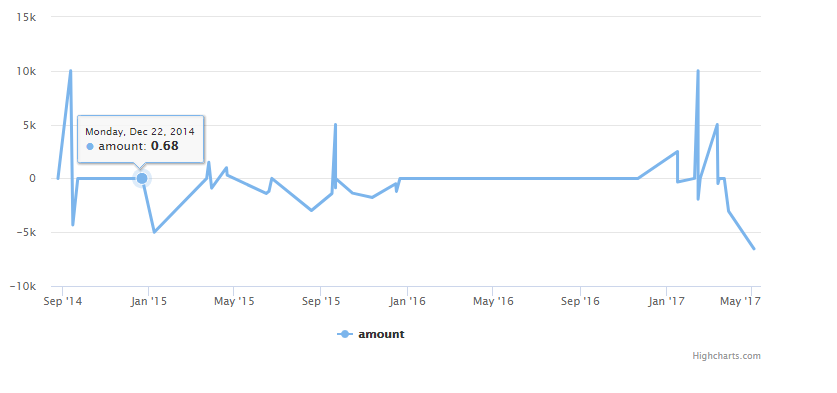 15k
10k
5k
0
−5k
−10k
Monday, Dec 22, 2014
amount: 0.68
Sep '14 Jan '15 May '15 Sep '15 Jan '16 May '16 Sep '16 Jan '17 May '17
amount
Highcharts.com